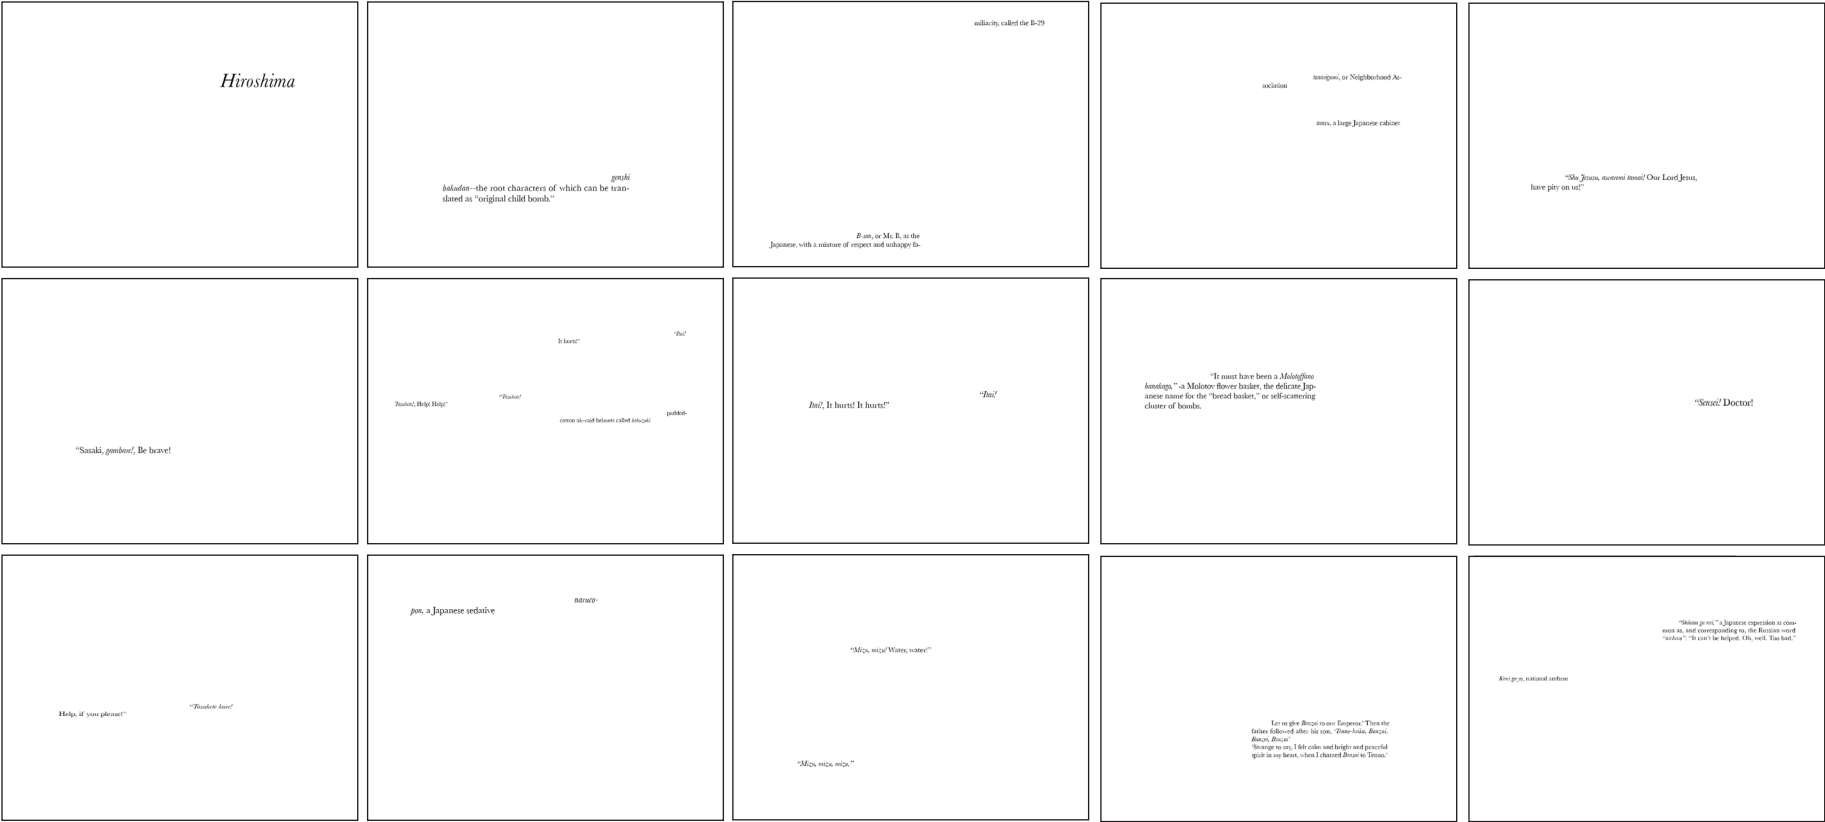 Hiroshima
genshi
bakudan--the root characters of which can be tran-
slated as “original child bomb.”
miliarity, called the B-29
B-san, or Mr. B, as the
Japanese, with a mixture of respect and unhappy fa-
tanarigumi, or Neighborhood As-
sociation
tansu, a large Japanese cabinet
“Shu Jesusu, awaremi tamai! Our Lord Jesus,
have pity on us!”
“Sasaki, gambare!, Be brave!
“Itai!
It hurts!”
“Tasukete!
Tasukete!, Help! Help!”
padded-
cotton air-raid helmets called bokuzuki
“Itai!
Itai!, It hurts! It hurts!”
“It must have been a Molotoffano
hanakago,” -a Molotov flower basket, the delicate Jap-
anese name for the “bread basket,” or self-scattering
cluster of bombs.
“Sensei! Doctor!
“Tasukete kure!
Help, if you please!”
naruco-
pon, a Japanese sedative
“Mizu, mizu! Water, water!”
“Mizu, mizu, mizu.”
Let us give Banzai to our Emperor.’ Then the
father followed after his son, ‘Tenno-heika, Banzai,
Banzai, Banzai’
‘Strange to say, I felt calm and bright and peaceful
spirit in my heart, when I chanted Banzai to Tenno.’
“Shikata ga nai,” a Japanese expression as com-
mon as, and corresponding to, the Russian word
“nichevo”: “It can’t be helped. Oh, well. Too bad.”
Kimi ga yo, national anthem